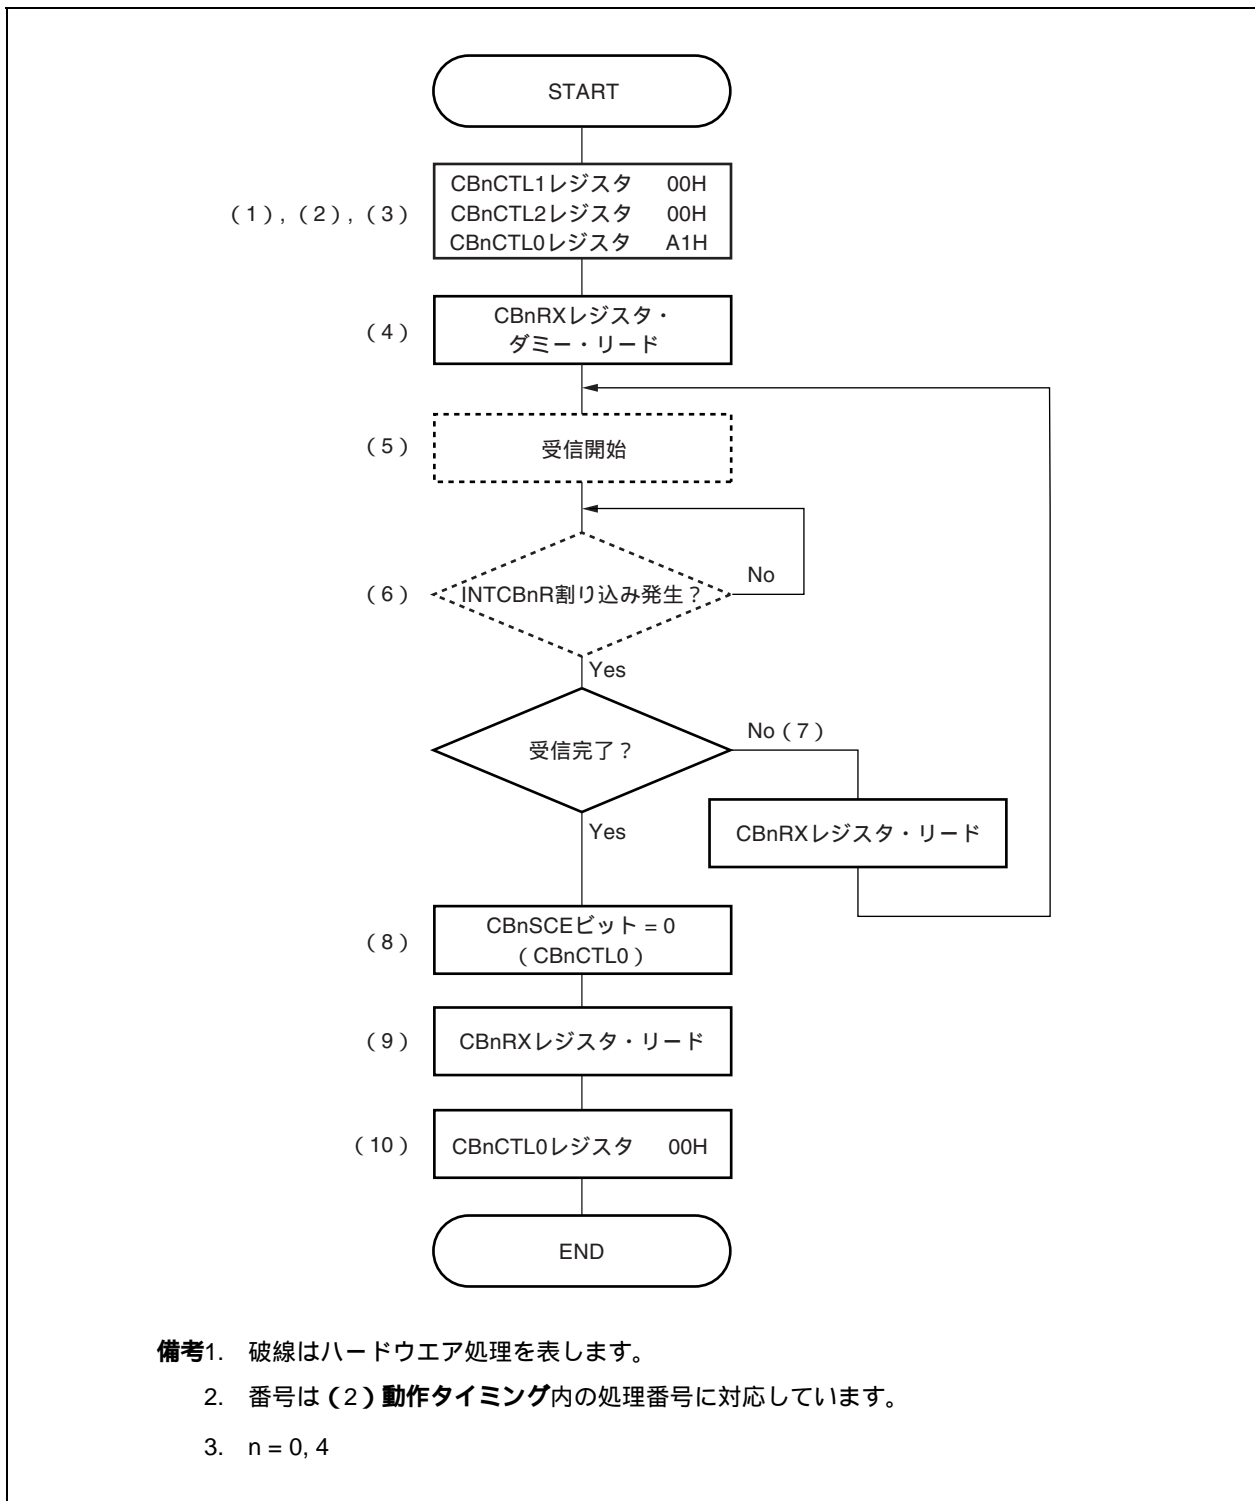 START
(1),(2),(3)
CBnCTL1レジスタ 00H
CBnCTL2レジスタ 00H
CBnCTL0レジスタ A1H
(4)
CBnRXレジスタ・
ダミー・リード
(5)
受信開始
(6)
INTCBnR割り込み発生？
No
Yes
受信完了？
No(7)
CBnRXレジスタ・リード
Yes
(8)
CBnSCEビット = 0
(CBnCTL0)
(9)
CBnRXレジスタ・リード
(10)
CBnCTL0レジスタ 00H
END
備考1. 破線はハードウエア処理を表します。
2. 番号は(2)動作タイミング内の処理番号に対応しています。
3. n = 0, 4